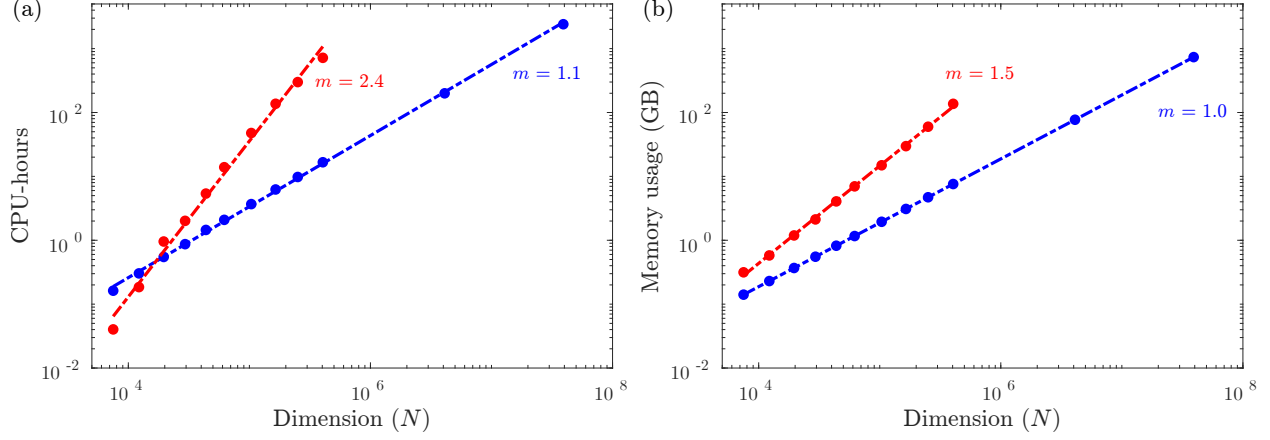 (a)
CPU-hours
10^2
10^0
10^-2
m = 2.4
m = 1.1
10^4
10^6
10^8
Dimension (N)
(b)
Memory usage (GB)
10^2
10^0
10^-2
m = 1.5
m = 1.0
10^4
10^6
10^8
Dimension (N)